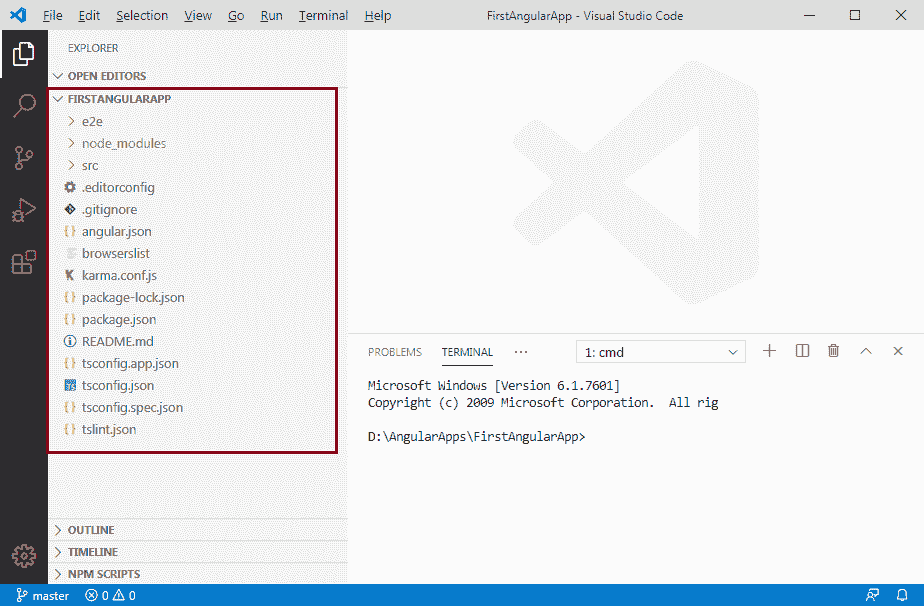 File Edit Selection View Go Run Terminal Help FirstAngularApp - Visual Studio Code
EXPLORER
OPEN EDITORS
FIRSTANGULARAPP
e2e
node_modules
src
.editorconfig
.gitignore
angular.json
browserslist
karma.conf.js
package-lock.json
package.json
README.md
tsconfig.app.json
tsconfig.json
tsconfig.spec.json
tslint.json
OUTLINE
TIMELINE
NPM SCRIPTS
PROBLEMS TERMINAL ··· 1: cmd
Microsoft Windows [Version 6.1.7601]
Copyright (c) 2009 Microsoft Corporation.  All rig
D:\AngularApps\FirstAngularApp>
master 0 0